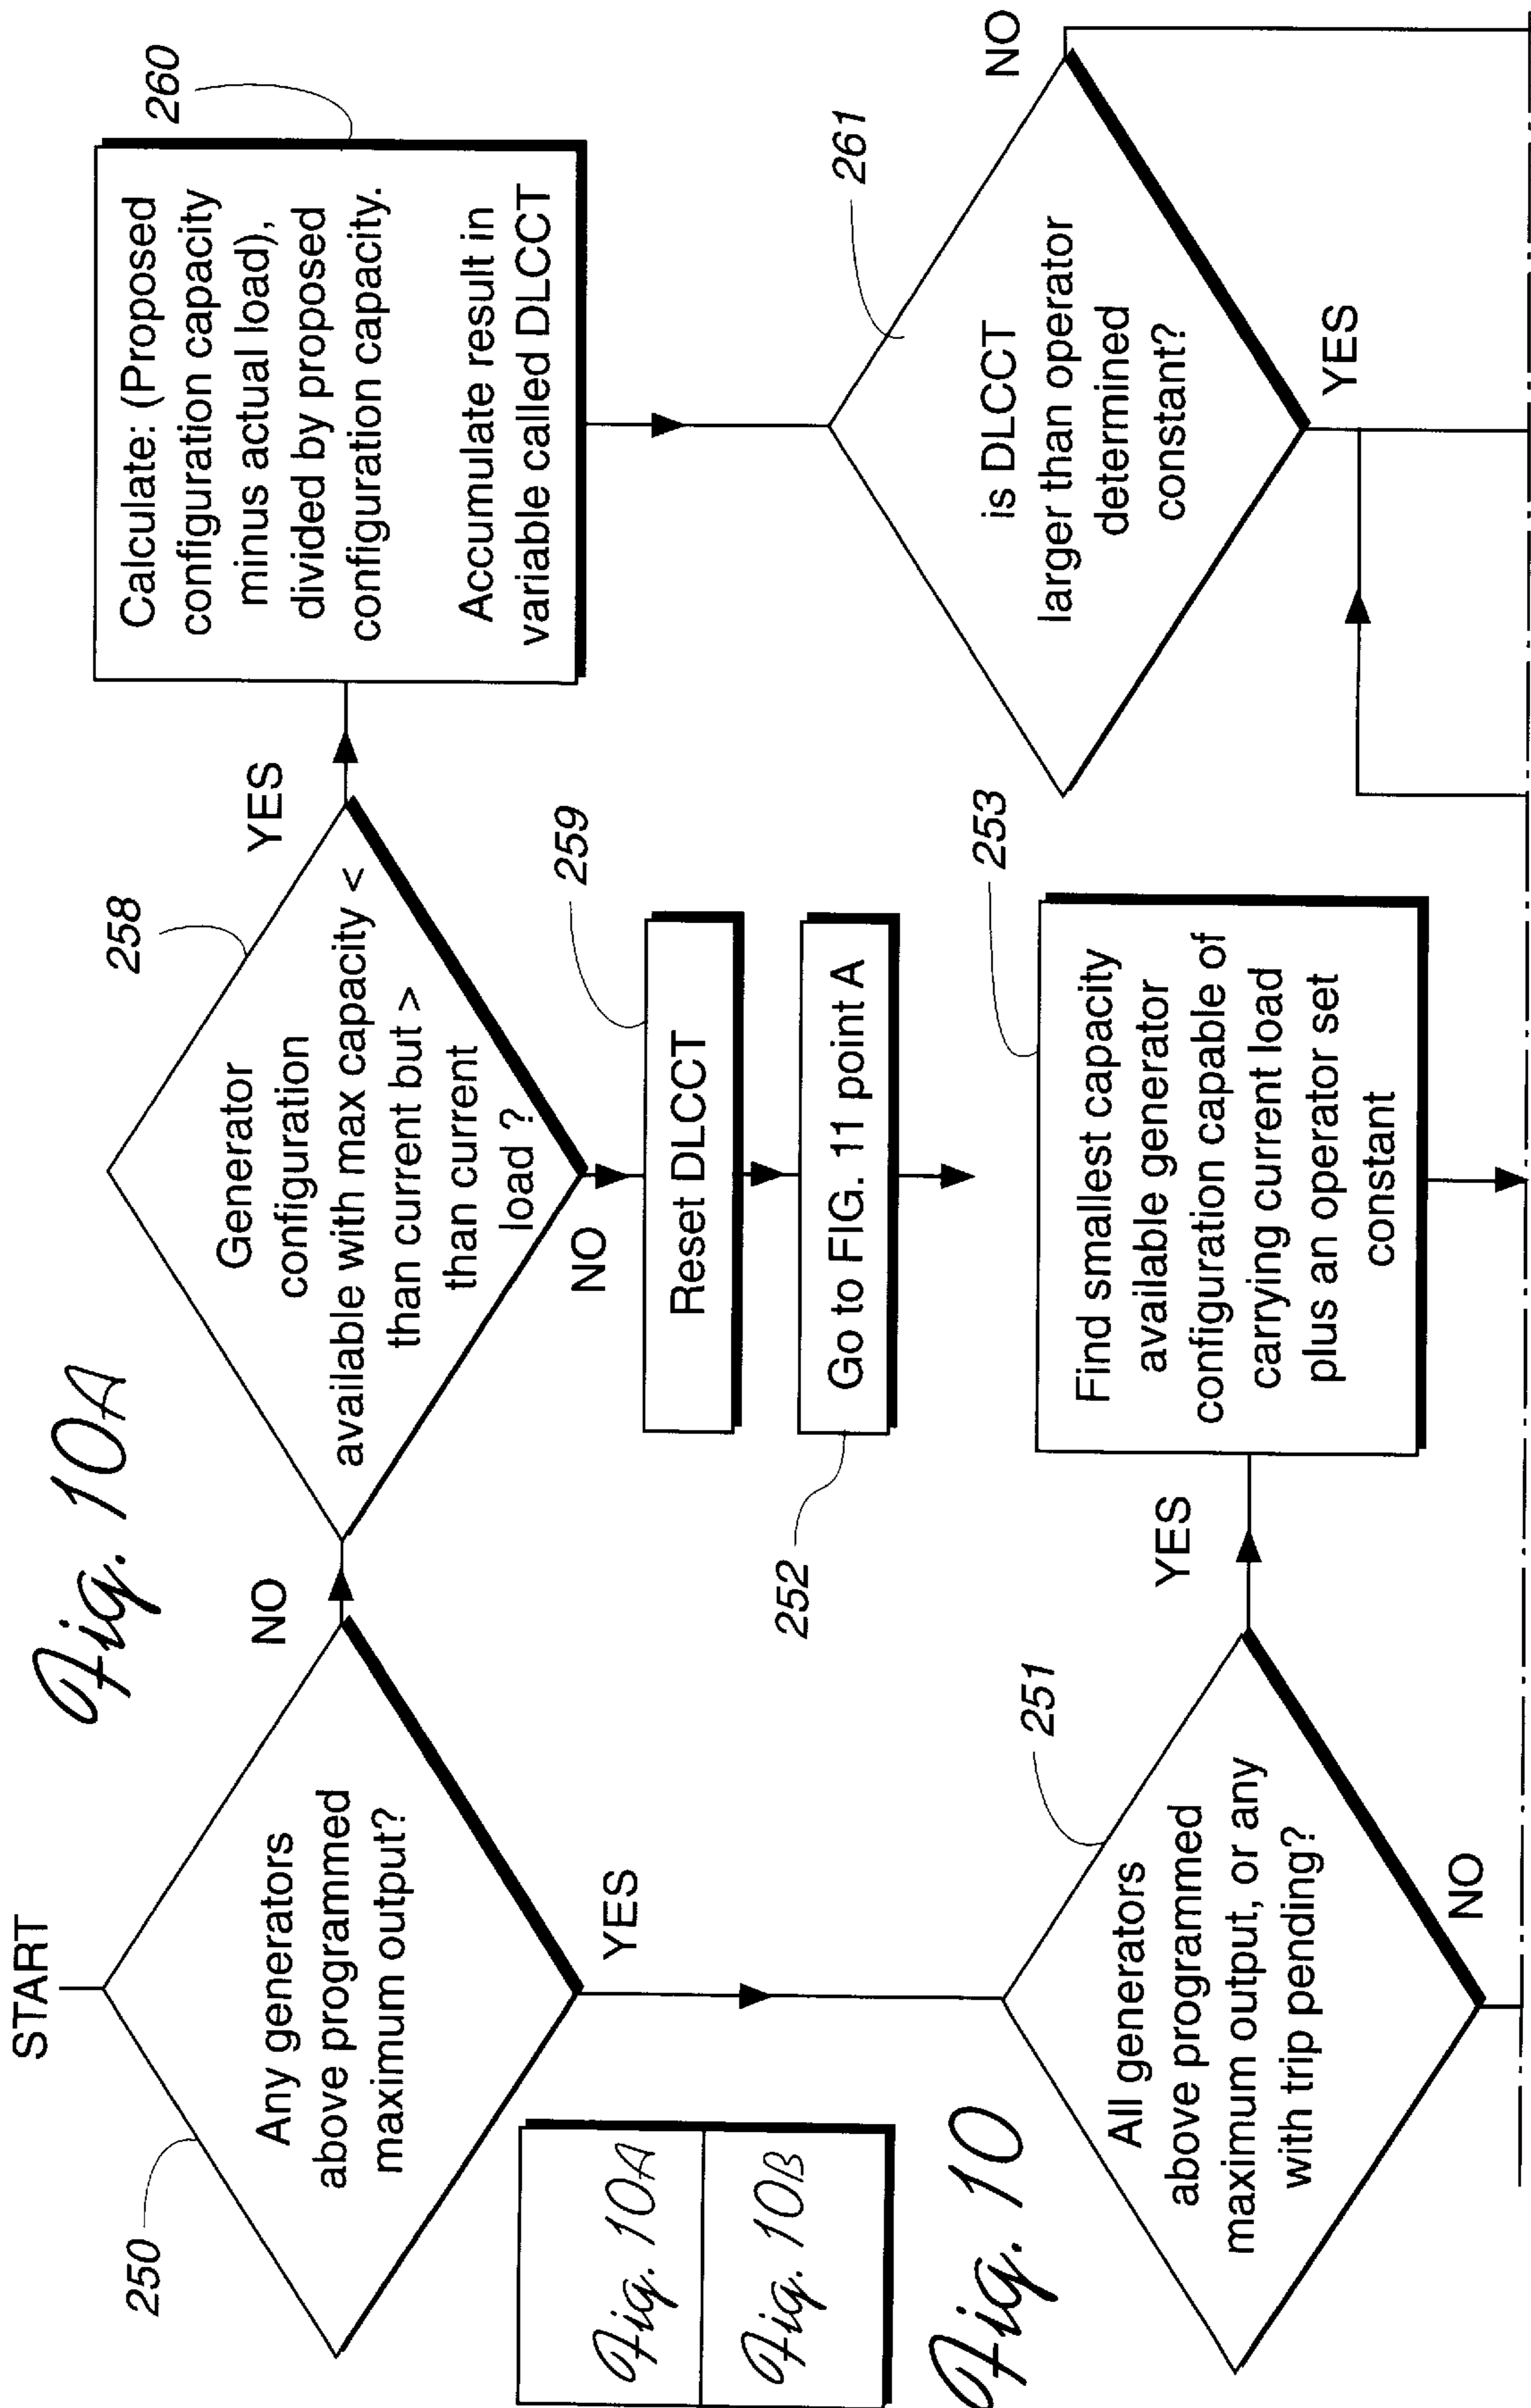 Fig. 10A
START
250
Any generators
above programmed
maximum output?
NO
YES
258
Generator
configuration
available with max capacity <
than current but >
than current
load ?
YES
NO
260
Calculate: (Proposed
configuration capacity
minus actual load),
divided by proposed
configuration capacity.
Accumulate result in
variable called DLCCT
259
Reset DLCCT
252
Go to FIG. 11 point A
261
is DLCCT
larger than operator
determined
constant?
NO
YES
Fig. 10A
Fig. 10B
Fig. 10
251
All generators
above programmed
maximum output, or any
with trip pending?
YES
NO
253
Find smallest capacity
available generator
configuration capable of
carrying current load
plus an operator set
constant